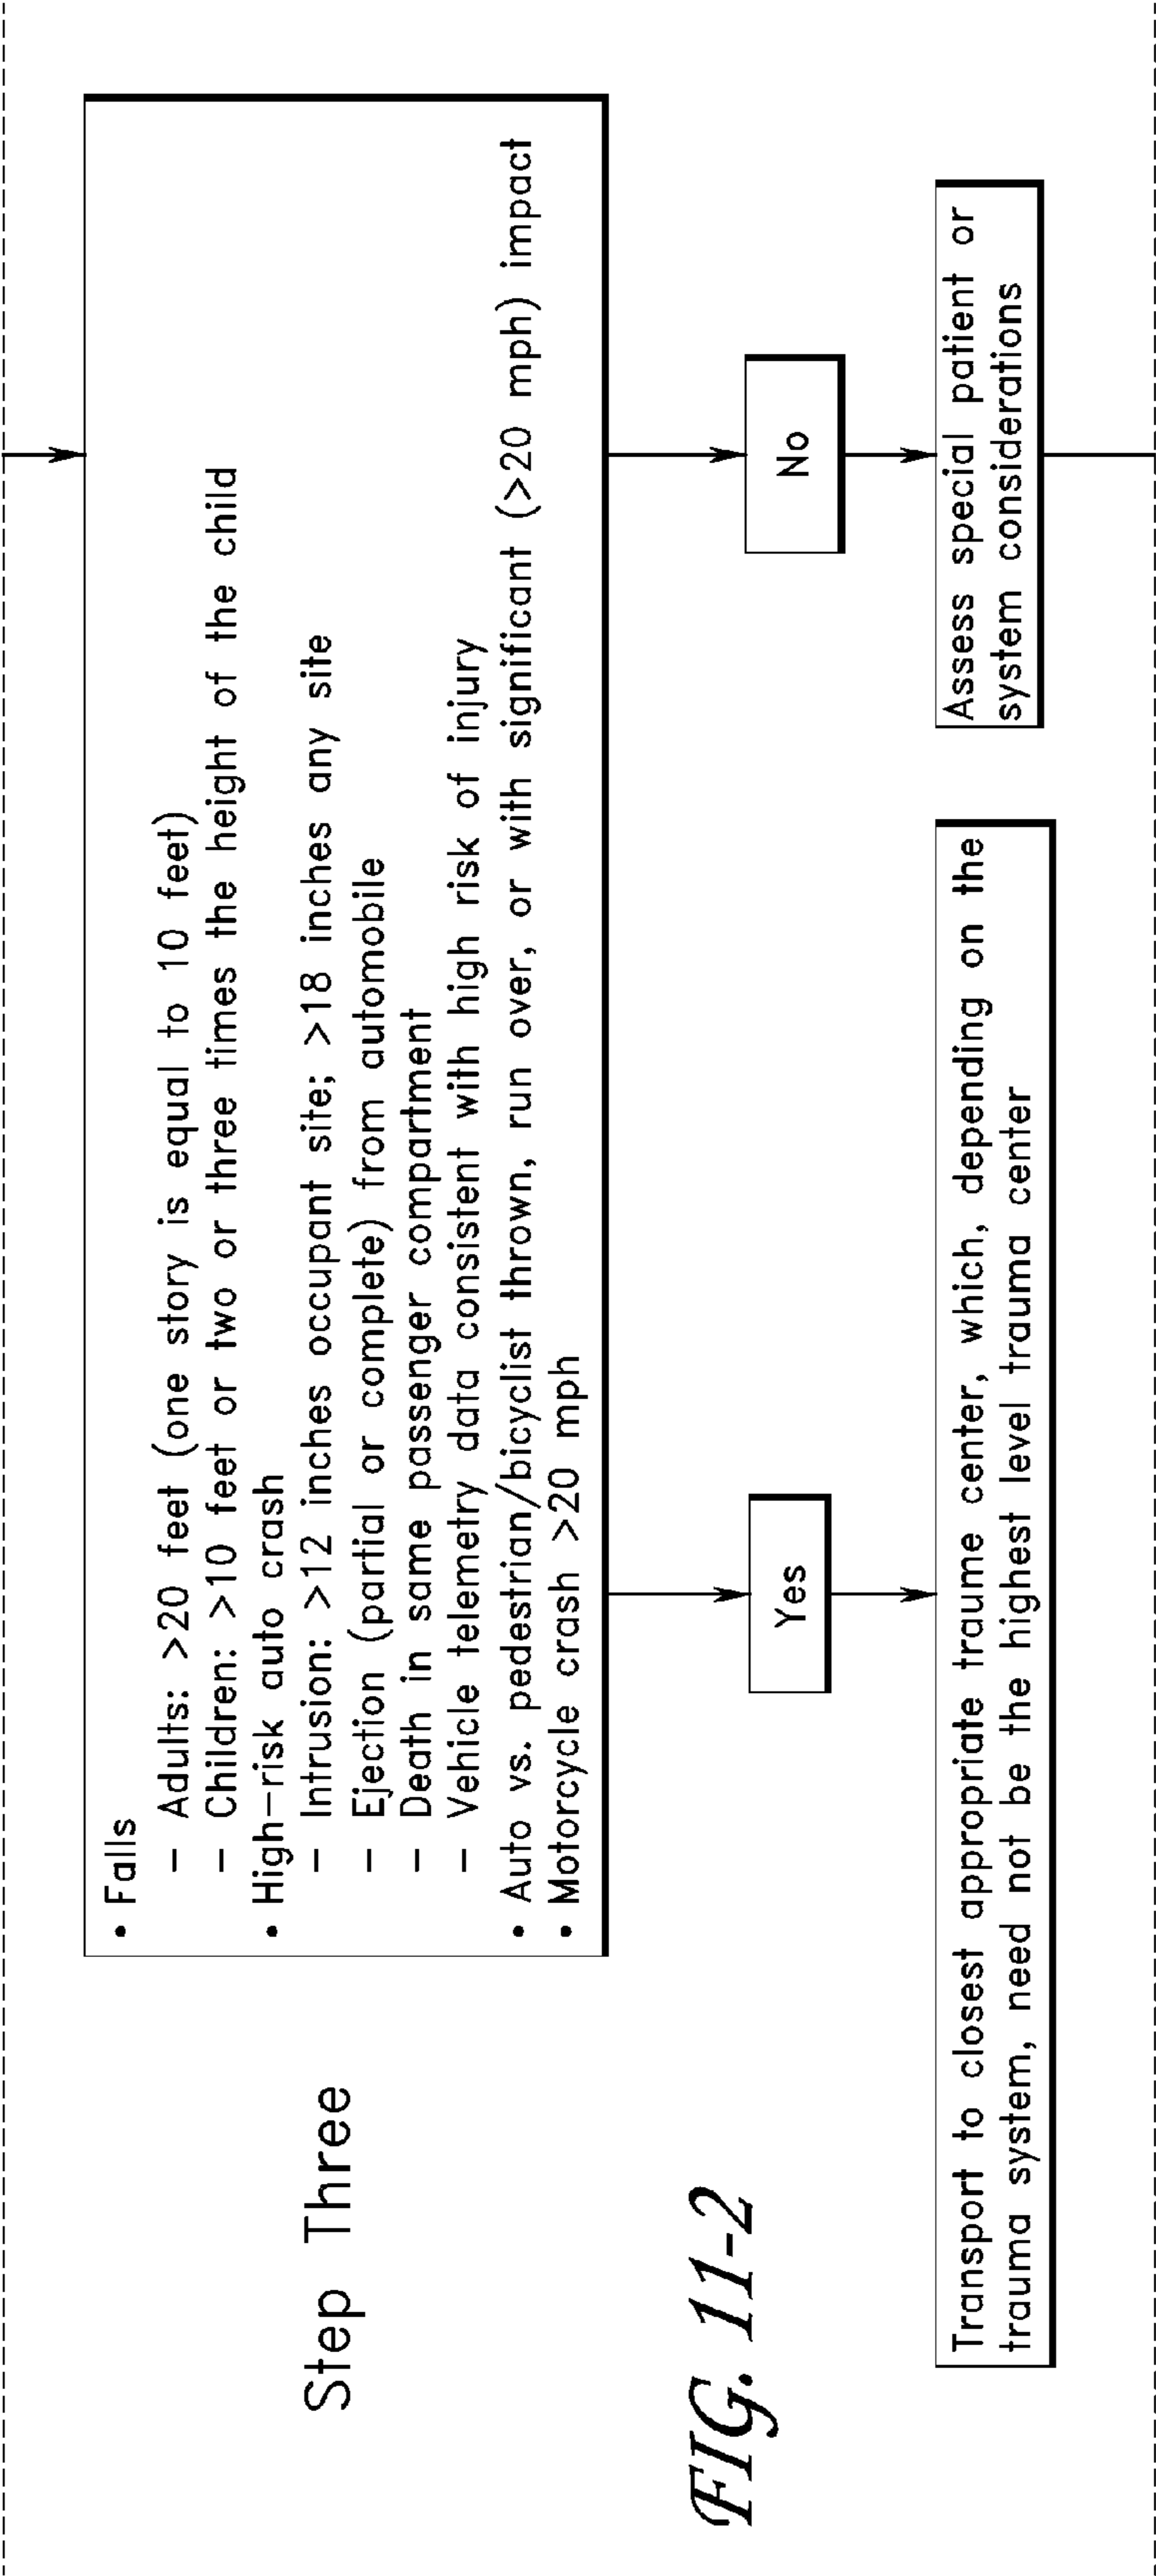 Step Three
• Falls
– Adults: >20 feet (one story is equal to 10 feet)
– Children: >10 feet or two or three times the height of the child
• High-risk auto crash
– Intrusion: >12 inches occupant site; >18 inches any site
– Ejection (partial or complete) from automobile
– Death in same passenger compartment
– Vehicle telemetry data consistent with high risk of injury
• Auto vs. pedestrian/bicyclist thrown, run over, or with significant (>20 mph) impact
• Motorcycle crash >20 mph
Yes
No
Transport to closest appropriate traume center, which, depending on the
trauma system, need not be the highest level trauma center
Assess special patient or
system considerations
FIG. 11-2